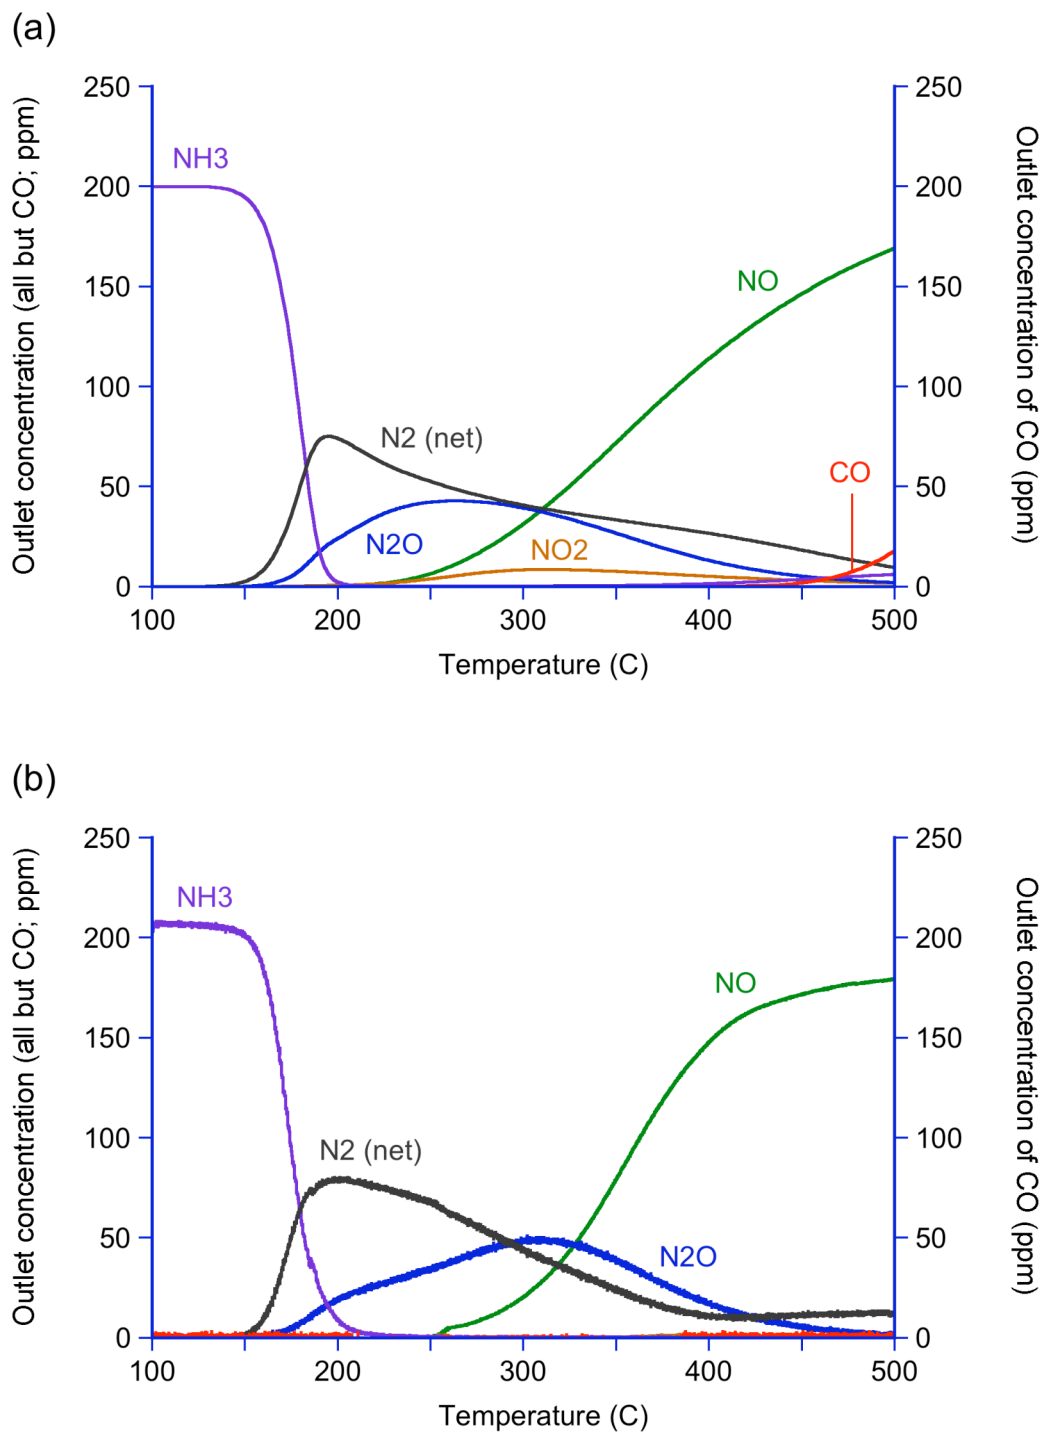 (a)
Outlet concentration (all but CO; ppm)
250
200
150
100
50
0
NH3
N2 (net)
N2O
NO2
NO
CO
250
200
150
100
50
0
Outlet concentration of CO (ppm)
100 200 300 400 500
Temperature (C)
(b)
Outlet concentration (all but CO; ppm)
250
200
150
100
50
0
NH3
N2 (net)
NO
N2O
250
200
150
100
50
0
Outlet concentration of CO (ppm)
100 200 300 400 500
Temperature (C)